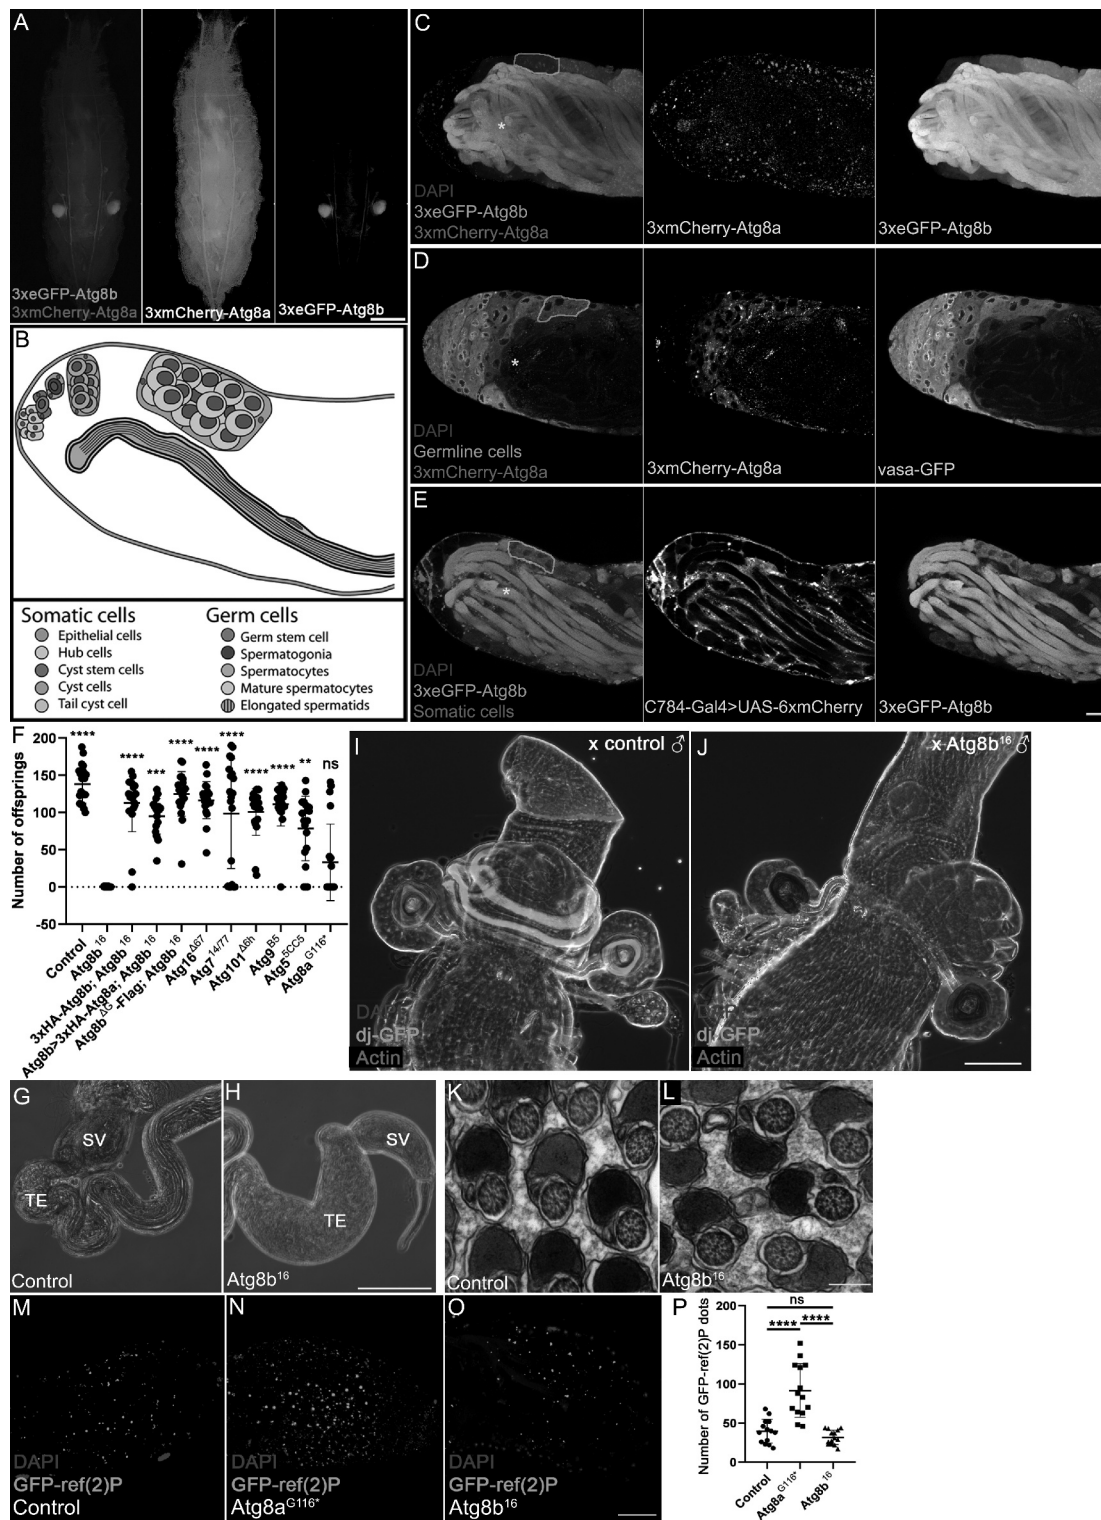 A
3xeGFP-Atg8b
3xmCherry-Atg8a
3xmCherry-Atg8a
3xeGFP-Atg8b
B
Somatic cells
Epithelial cells
Hub cells
Cyst stem cells
Cyst cells
Tail cyst cell
Germ cells
Germ stem cell
Spermatogonia
Spermatocytes
Mature spermatocytes
Elongated spermatids
C
*
DAPI
3xeGFP-Atg8b
3xmCherry-Atg8a
3xmCherry-Atg8a
3xeGFP-Atg8b
D
*
DAPI
Germline cells
3xmCherry-Atg8a
3xmCherry-Atg8a
vasa-GFP
E
*
DAPI
3xeGFP-Atg8b
Somatic cells
C784-Gal4>UAS-6xmCherry
3xeGFP-Atg8b
F
Number of offsprings
200
150
100
50
0
-50
****
****
***
****
****
****
****
****
**
ns
Control
Atg8b16
3xHA-Atg8b; Atg8b16
Atg8b>3xHA-Atg8a; Atg8b16
Atg8bΔG-Flag; Atg8b16
Atg16Δ67
Atg714/77
Atg101Δ6h
Atg9B5
Atg55CC5
Atg8aG116*
I
x control ♂
DAPI
dj-GFP
Actin
J
x Atg8b16 ♂
DAPI
dj-GFP
Actin
G
SV
TE
Control
H
SV
TE
Atg8b16
K
Control
L
Atg8b16
M
DAPI
GFP-ref(2)P
Control
N
DAPI
GFP-ref(2)P
Atg8aG116*
O
DAPI
GFP-ref(2)P
Atg8b16
P
Number of GFP-ref(2)P dots
200
150
100
50
0
ns
****
****
Control
Atg8aG116*
Atg8b16